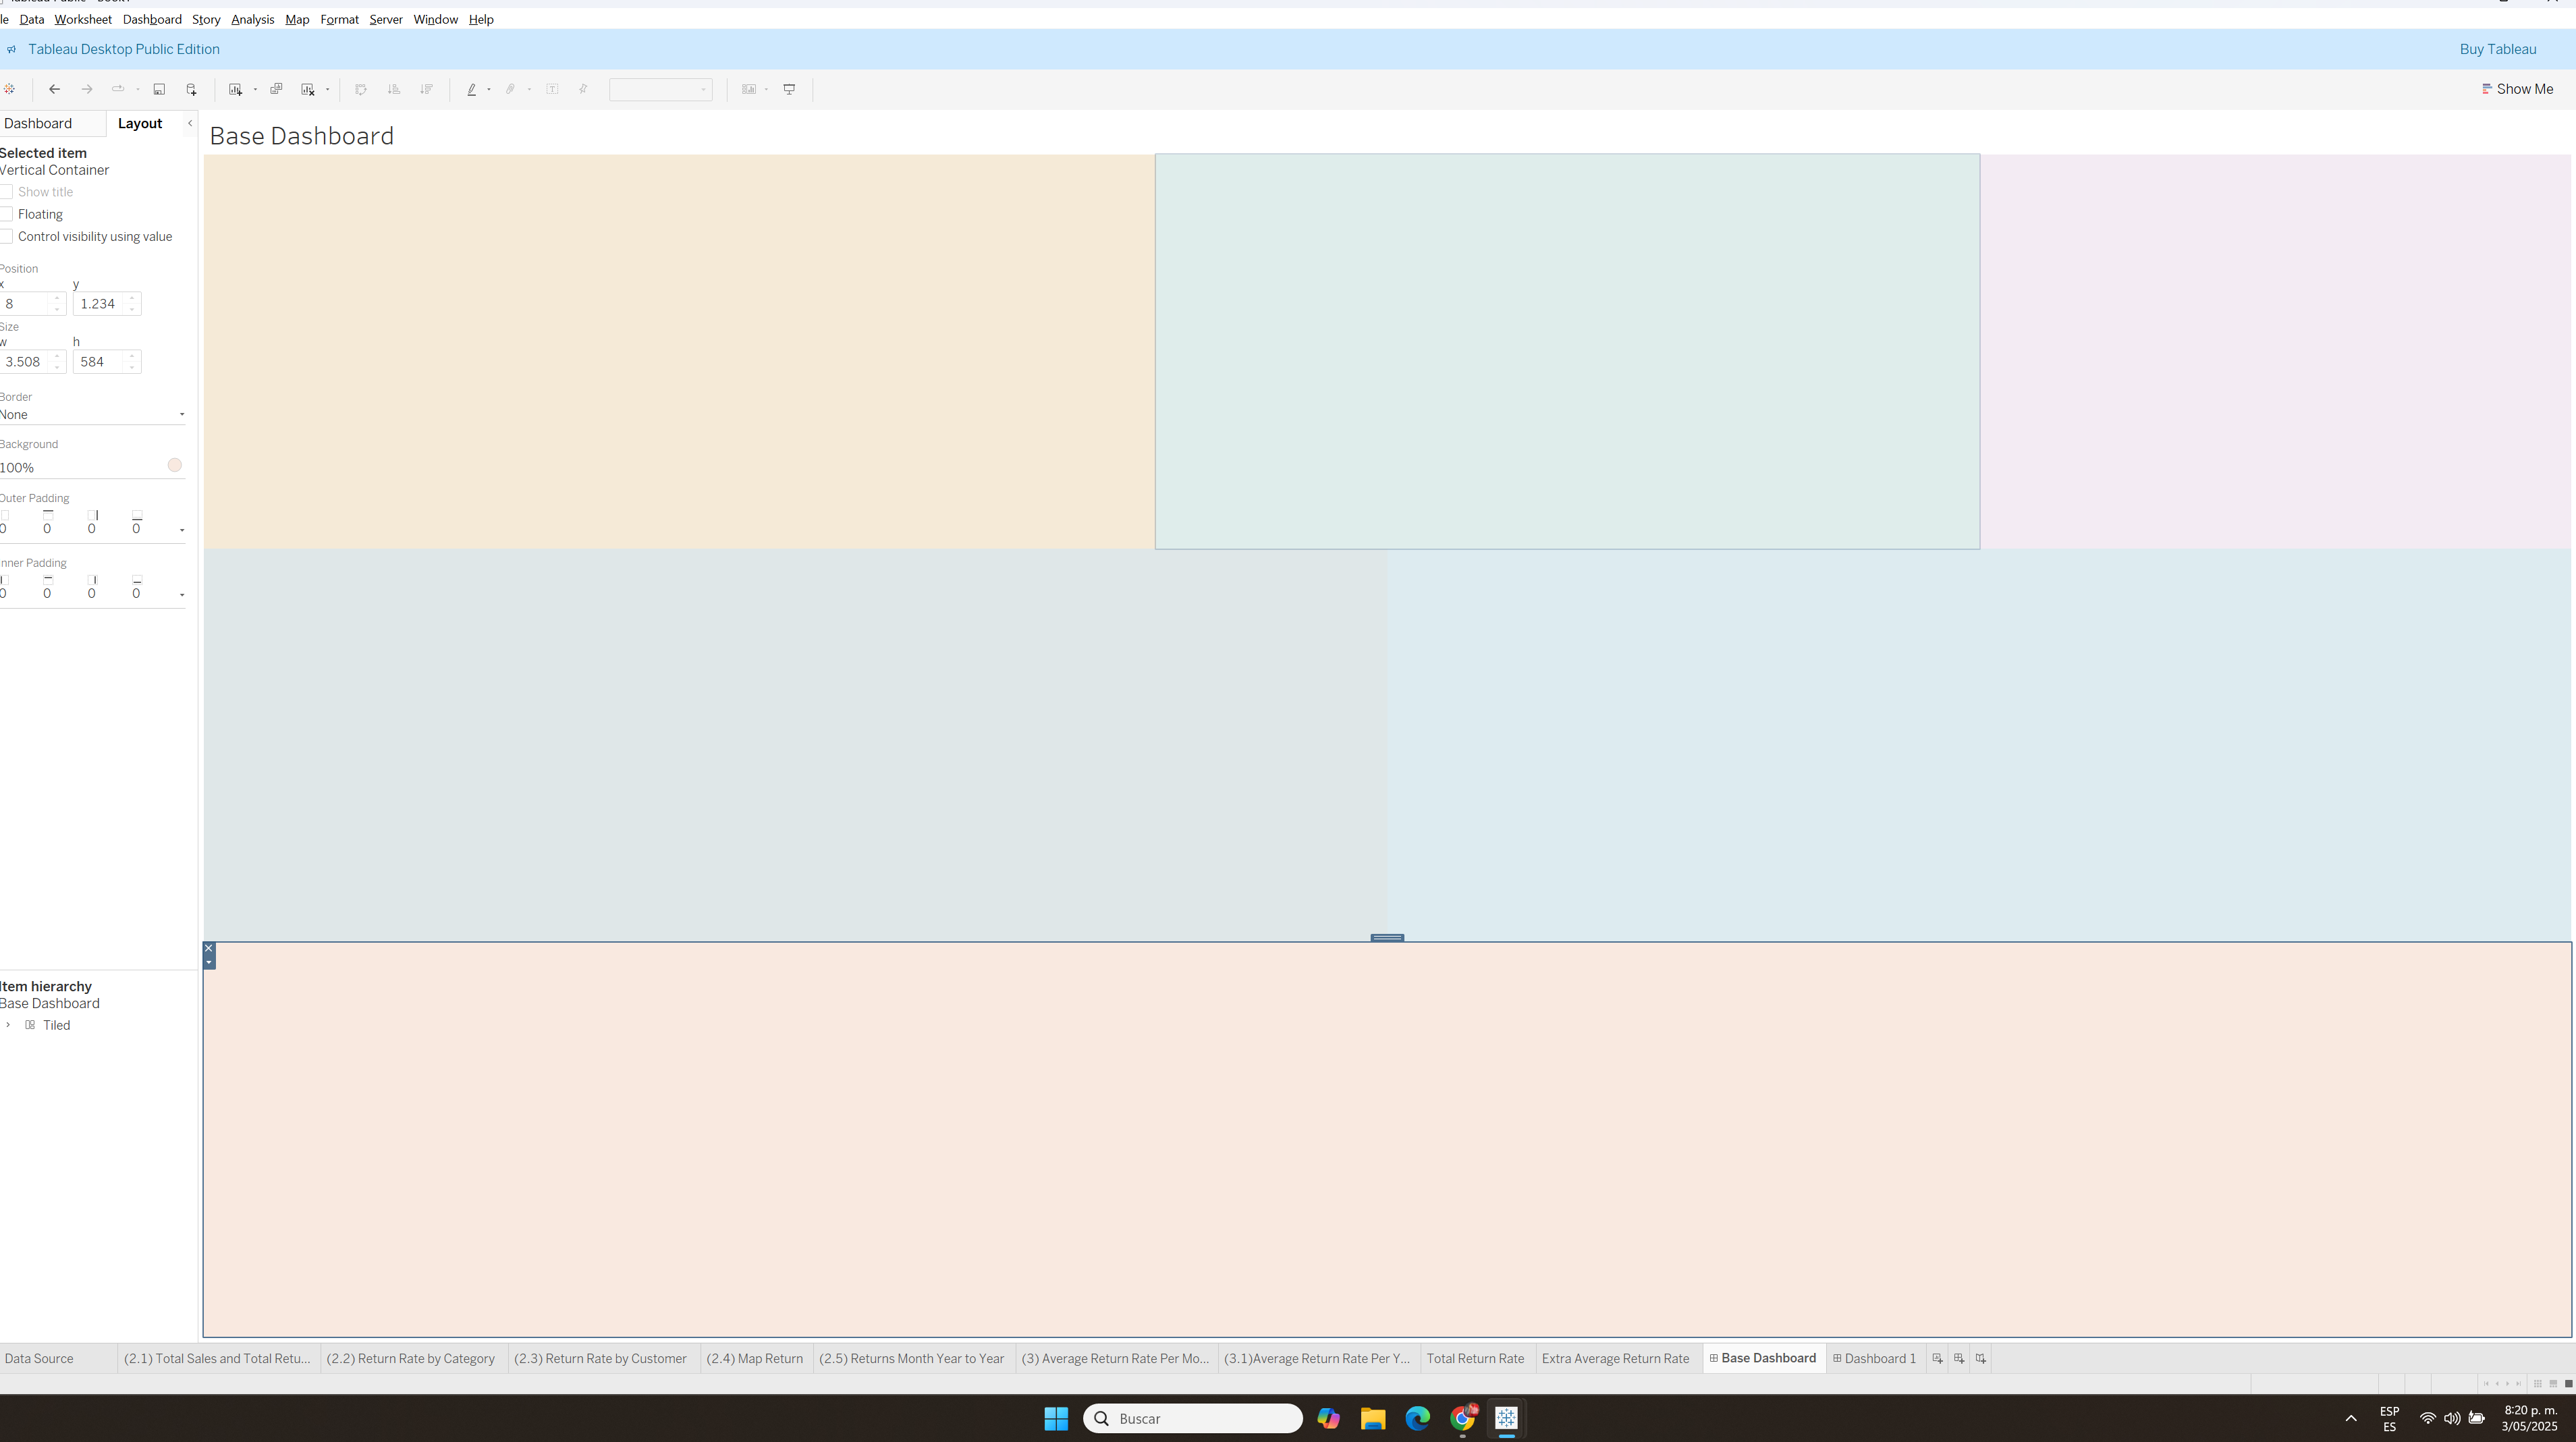 Data Worksheet Dashboard Story Analysis Map Format Server Window Help
Tableau Desktop Public Edition
Buy Tableau
Show Me
Dashboard Layout
Base Dashboard
Selected item
Vertical Container
Show title
Floating
Control visibility using value
Position
x y
8 1.234
Size
w h
3.508 584
Border
None
Background
100%
Outer Padding
0 0 0 0
Inner Padding
0 0 0 0
Item hierarchy
Base Dashboard
Tiled
Data Source (2.1) Total Sales and Total Retu... (2.2) Return Rate by Category (2.3) Return Rate by Customer (2.4) Map Return (2.5) Returns Month Year to Year (3) Average Return Rate Per Mo... (3.1)Average Return Rate Per Y... Total Return Rate Extra Average Return Rate Base Dashboard Dashboard 1
Buscar
ESP
ES
8:20 p. m.
3/05/2025